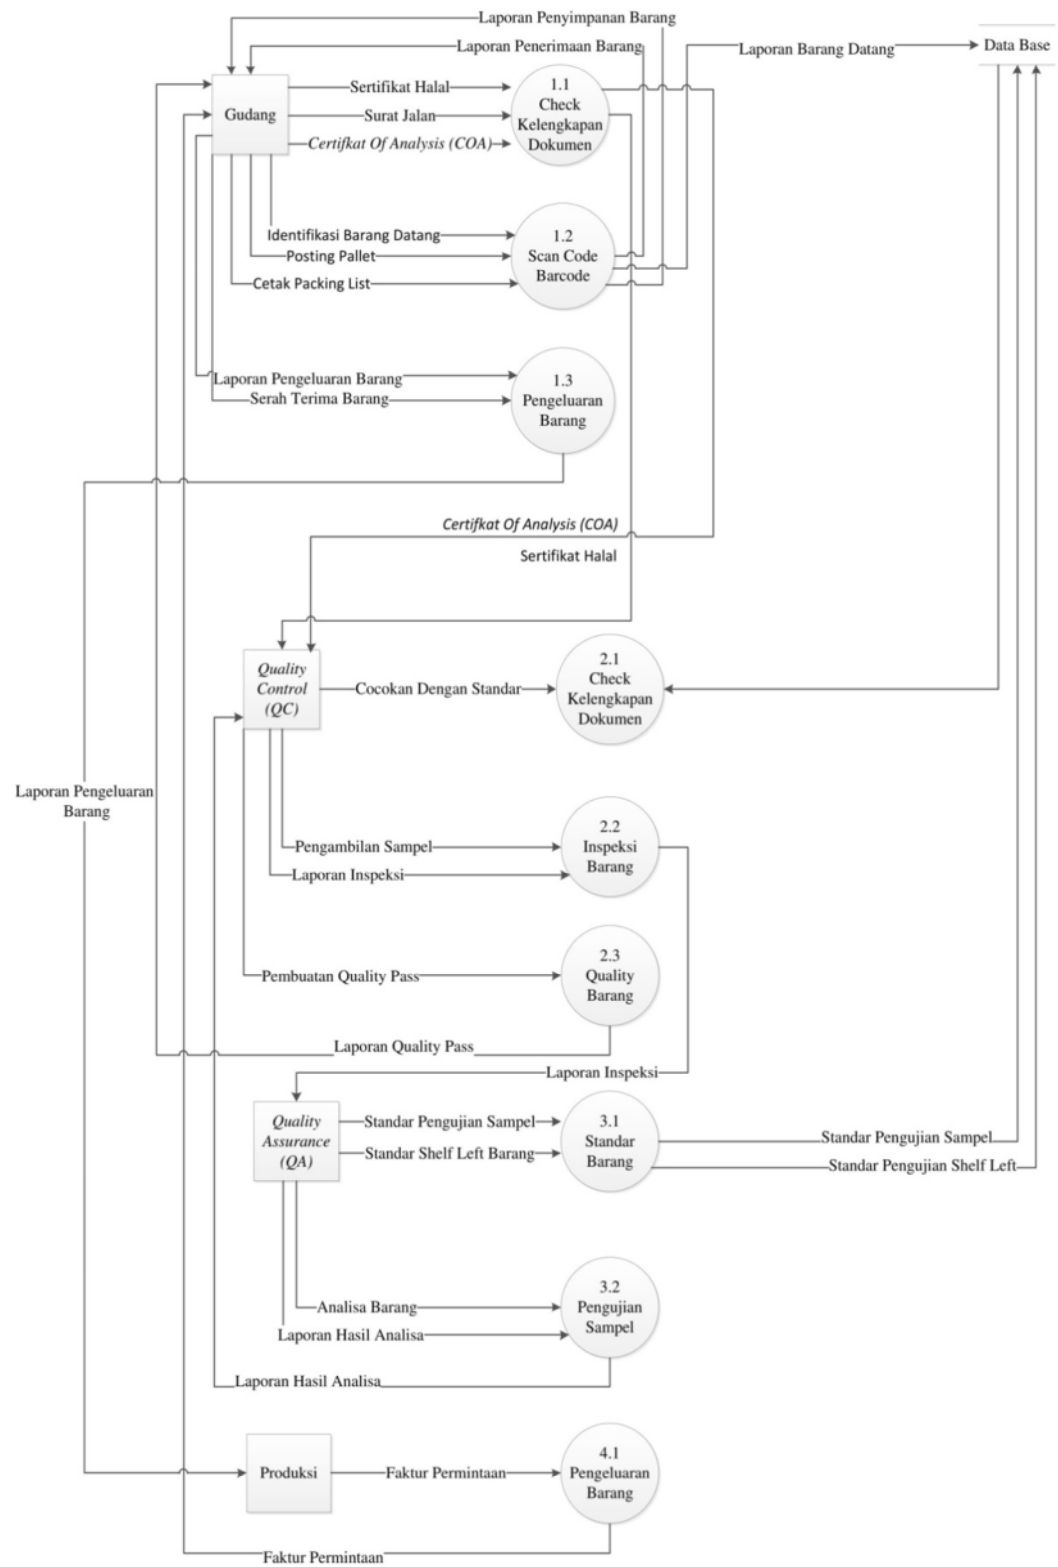 Laporan Penyimpanan Barang
Laporan Penerimaan Barang
Laporan Barang Datang
Data Base
Gudang
Sertifikat Halal
Surat Jalan
Certifkat Of Analysis (COA)
1.1
Check
Kelengkapan
Dokumen
Identifikasi Barang Datang
Posting Pallet
Cetak Packing List
1.2
Scan Code
Barcode
Laporan Pengeluaran Barang
Serah Terima Barang
1.3
Pengeluaran
Barang
Certifkat Of Analysis (COA)
Sertifikat Halal
Quality
Control
(QC)
Cocokan Dengan Standar
2.1
Check
Kelengkapan
Dokumen
Laporan Pengeluaran
Barang
Pengambilan Sampel
Laporan Inspeksi
2.2
Inspeksi
Barang
Pembuatan Quality Pass
2.3
Quality
Barang
Laporan Quality Pass
Laporan Inspeksi
Quality
Assurance
(QA)
Standar Pengujian Sampel
Standar Shelf Left Barang
3.1
Standar
Barang
Standar Pengujian Sampel
Standar Pengujian Shelf Left
Analisa Barang
Laporan Hasil Analisa
3.2
Pengujian
Sampel
Laporan Hasil Analisa
Produksi
Faktur Permintaan
4.1
Pengeluaran
Barang
Faktur Permintaan